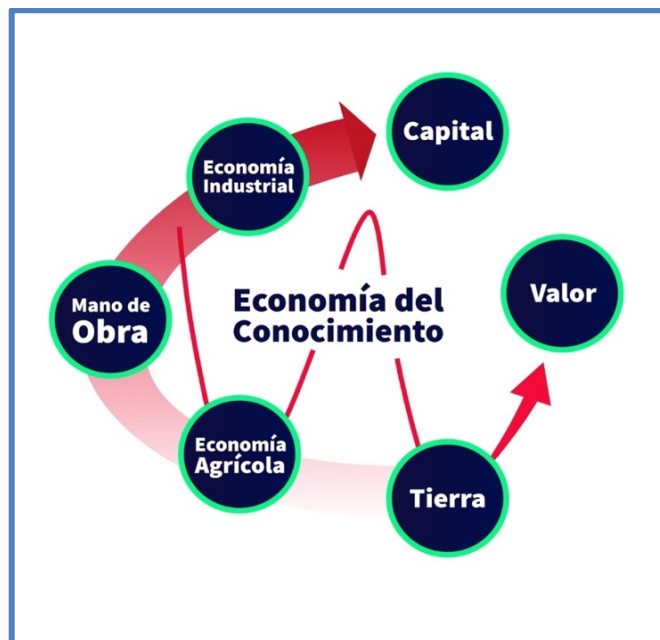 Capital
Economía
Industrial
Valor
Economía del
Conocimiento
Mano de
Obra
Economía
Agrícola
Tierra